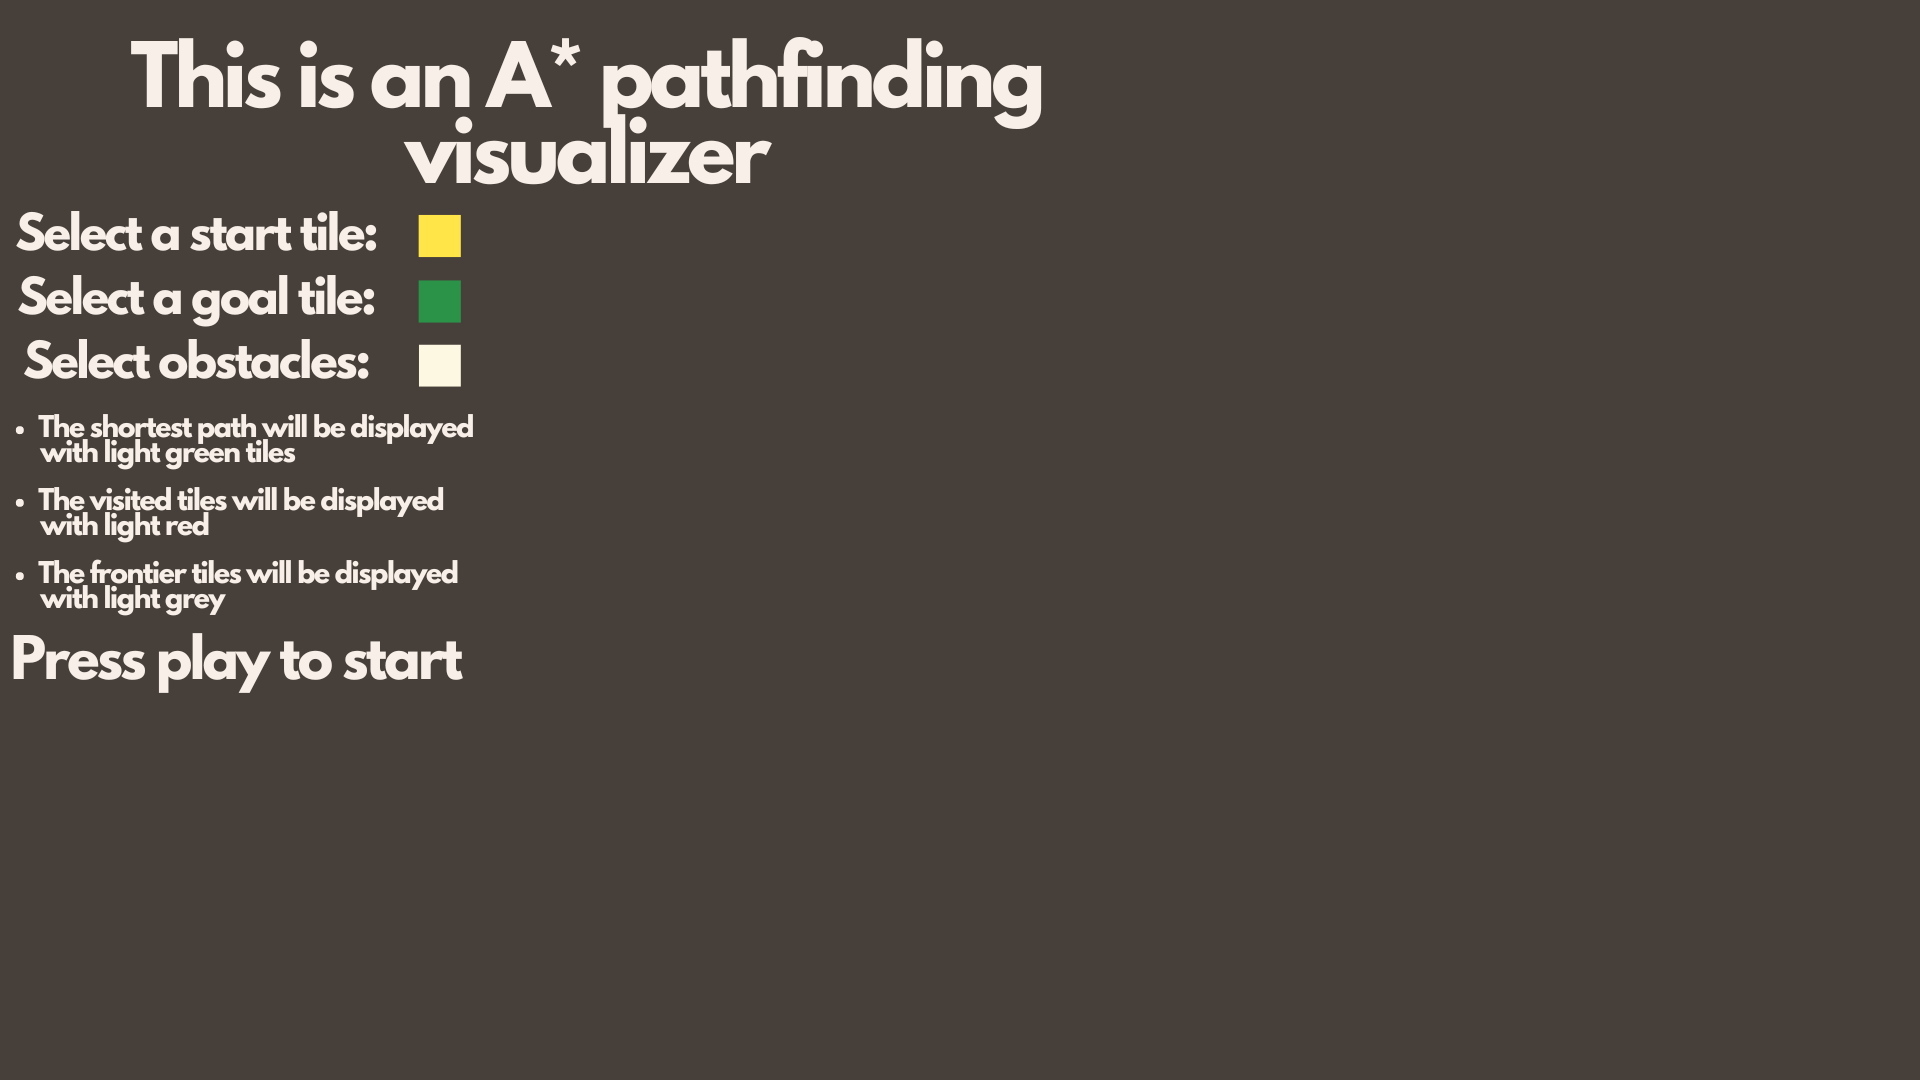 This is an A* pathfinding
visualizer
Select a start tile:
Select a goal tile:
Select obstacles:
• The shortest path will be displayed
with light green tiles
• The visited tiles will be displayed
with light red
• The frontier tiles will be displayed
with light grey
Press play to start